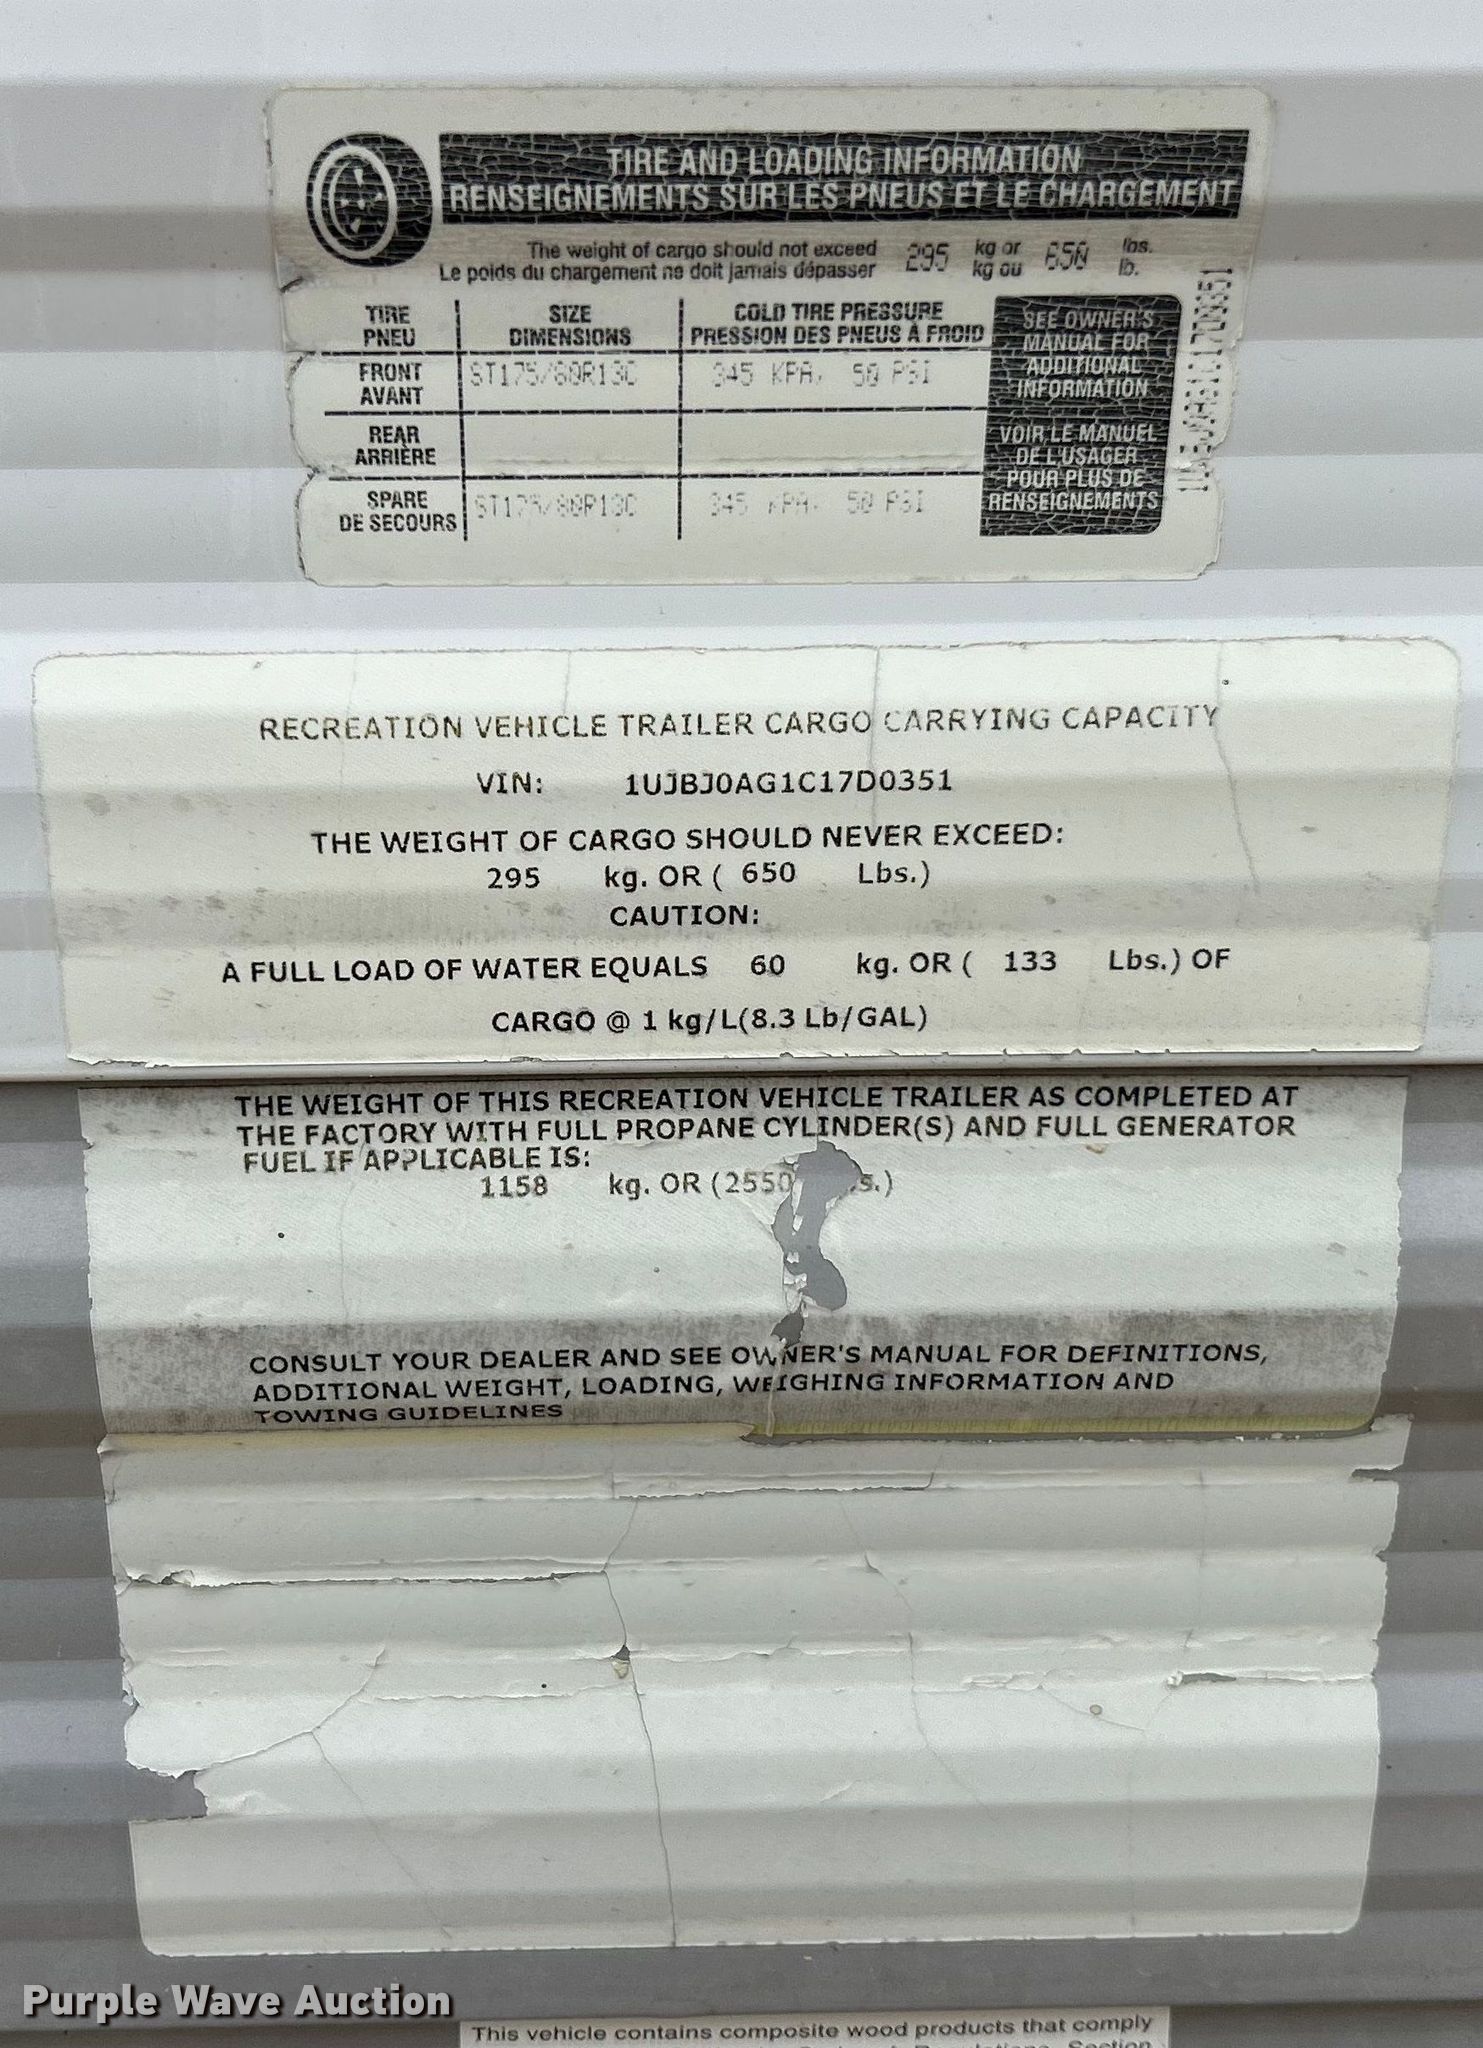 TIRE AND LOADING INFORMATION
RENSEIGNEMENTS SUR LES PNEUS ET LE CHARGEMENT
The weight of cargo should not exceed 295 kg or 650 lbs.
Le poids du chargement ne doit jamais dépasser kg ou lb.
TIRE SIZE COLD TIRE PRESSURE
PNEU DIMENSIONS PRESSION DES PNEUS À FROID
FRONT ST175/80R13C 345 KPA, 50 PSI
AVANT
REAR
ARRIÈRE
SPARE ST175/80R13C 345 KPA, 50 PSI
DE SECOURS
SEE OWNER'S
MANUAL FOR
ADDITIONAL
INFORMATION
VOIR LE MANUEL
DE L'USAGER
POUR PLUS DE
RENSEIGNEMENTS
RECREATION VEHICLE TRAILER CARGO CARRYING CAPACITY
VIN: 1UJBJ0AG1C17D0351
THE WEIGHT OF CARGO SHOULD NEVER EXCEED:
295 kg. OR ( 650 Lbs.)
CAUTION:
A FULL LOAD OF WATER EQUALS 60 kg. OR ( 133 Lbs.) OF
CARGO @ 1 kg/L(8.3 Lb/GAL)
THE WEIGHT OF THIS RECREATION VEHICLE TRAILER AS COMPLETED AT
THE FACTORY WITH FULL PROPANE CYLINDER(S) AND FULL GENERATOR
FUEL IF APPLICABLE IS:
1158 kg. OR (2550 s.)
CONSULT YOUR DEALER AND SEE OWNER'S MANUAL FOR DEFINITIONS,
ADDITIONAL WEIGHT, LOADING, WEIGHING INFORMATION AND
TOWING GUIDELINES
Purple Wave Auction
This vehicle contains composite wood products that comply